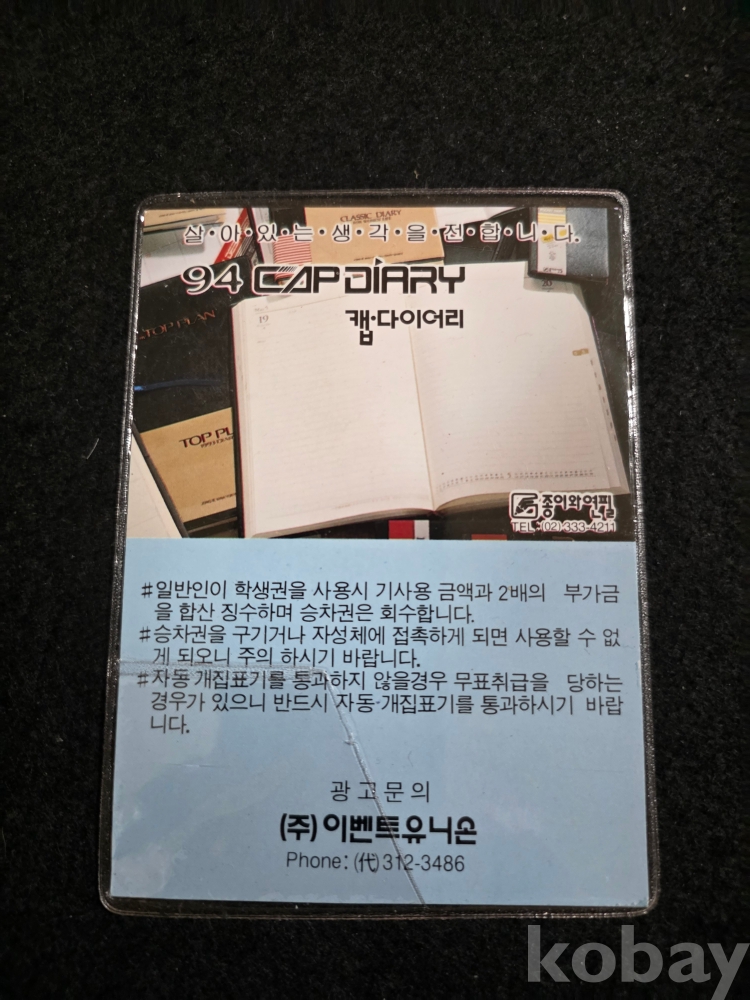 CLASSIC DIARY
살·아·있·는·생·각·을·전·합·니·다.
94 CAP DIARY
캡·다이어리
TOP PLAN
19
TOP PL
종이와연필
TEL:(02)333-4211
#일반인이 학생권을 사용시 기사용 금액과 2배의 부가금
을 합산 징수하며 승차권은 회수합니다.
#승차권을 구기거나 자성체에 접촉하게 되면 사용할 수 없
게 되오니 주의 하시기 바랍니다.
#자동 개집표기를 통과하지 않을경우 무표취급을 당하는
경우가 있으니 반드시 자동·개집표기를 통과하시기 바랍
니다.
광고문의
(주)이벤트유니온
Phone: (代)312-3486
kobay